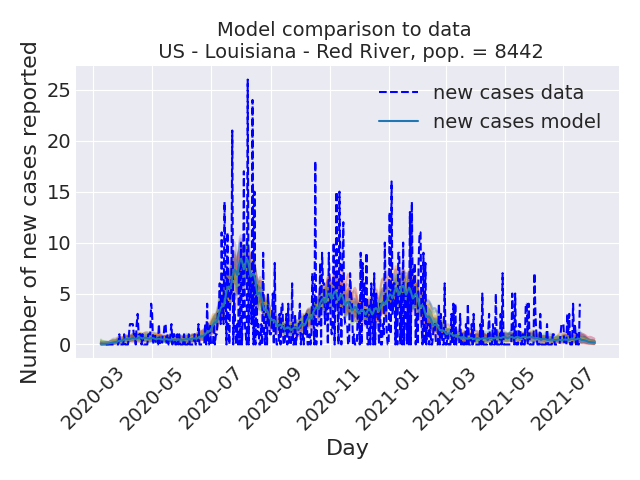 Model comparison to data
US - Louisiana - Red River, pop. = 8442
Number of new cases reported
25
20
15
10
5
0
new cases data
new cases model
2020-03
2020-05
2020-07
2020-09
2020-11
2021-01
2021-03
2021-05
2021-07
Day